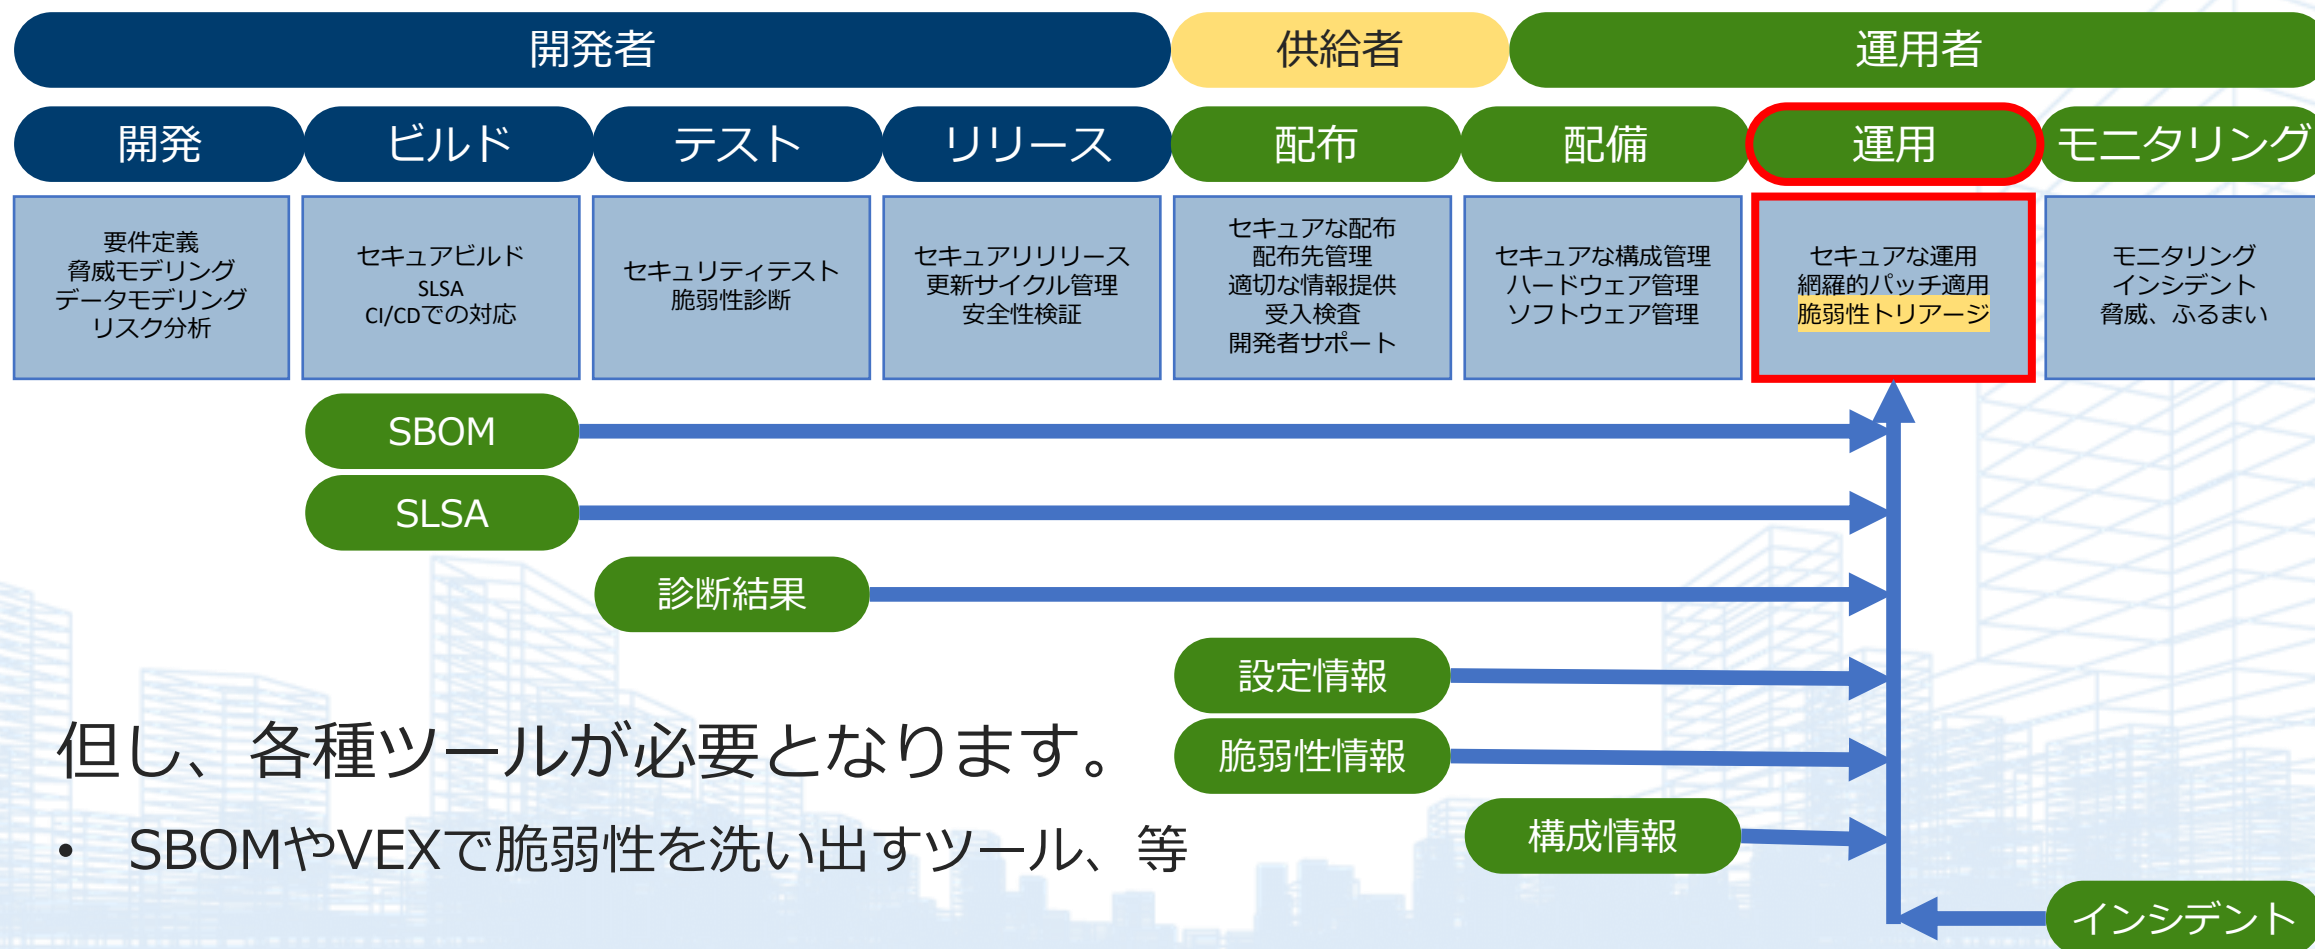 開発者
供給者
運用者
開発
ビルド
テスト
リリース
配布
配備
運用
モニタリング
要件定義
脅威モデリング
データモデリング
リスク分析
セキュアビルド
SLSA
CI/CDでの対応
セキュリティテスト
脆弱性診断
セキュアリリリース
更新サイクル管理
安全性検証
セキュアな配布
配布先管理
適切な情報提供
受入検査
開発者サポート
セキュアな構成管理
ハードウェア管理
ソフトウェア管理
セキュアな運用
網羅的パッチ適用
脆弱性トリアージ
モニタリング
インシデント
脅威、ふるまい
SBOM
SLSA
診断結果
設定情報
脆弱性情報
構成情報
インシデント
但し、各種ツールが必要となります。
• SBOMやVEXで脆弱性を洗い出すツール、等